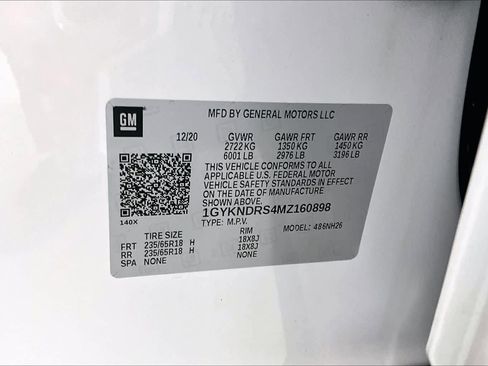 GM
MFD BY GENERAL MOTORS LLC
12/20 GVWR GAWR FRT GAWR RR
2722 KG 1350 KG 1450 KG
6001 LB 2976 LB 3196 LB
THIS VEHICLE CONFORMS TO ALL
APPLICABLE U.S. FEDERAL MOTOR
VEHICLE SAFETY STANDARDS IN EFFECT
ON THE DATE OF MANUFACTURE
SHOWN ABOVE.
1GYKNDRS4MZ160898
140X TYPE: M.P.V. MODEL: 486NH26
TIRE SIZE RIM
FRT 235/65R18 H 18X8J
RR 235/65R18 H 18X8J
SPA NONE NONE